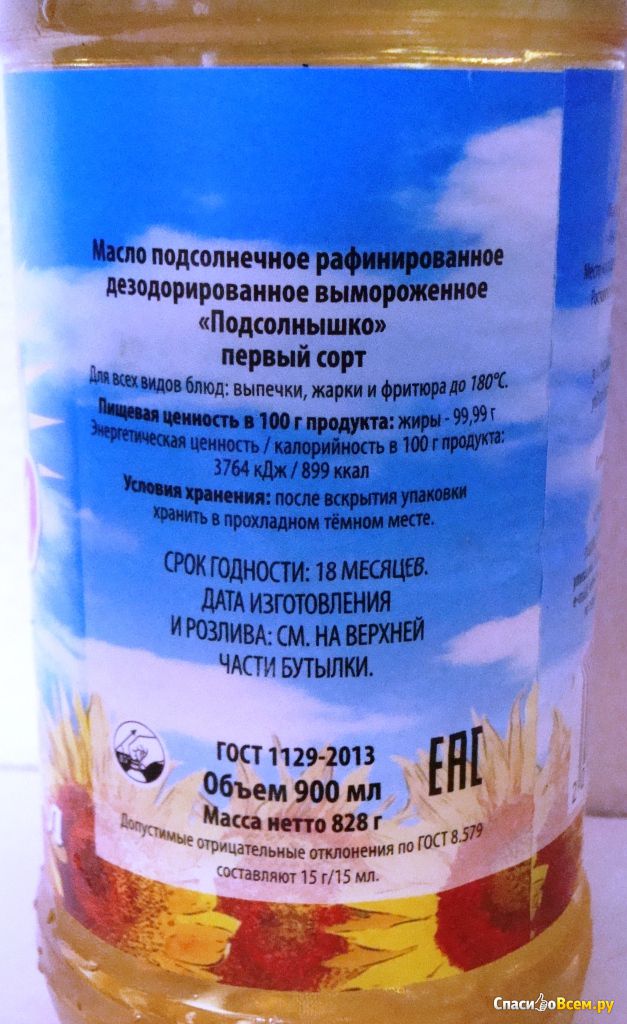 Масло подсолнечное рафинированное
дезодорированное вымороженное
«Подсолнышко»
первый сорт
Для всех видов блюд: выпечки, жарки и фритюра до 180°С.
Пищевая ценность в 100 г продукта: жиры - 99,99 г
Энергетическая ценность / калорийность в 100 г продукта:
3764 кДж / 899 ккал
Условия хранения: после вскрытия упаковки
хранить в прохладном тёмном месте.
СРОК ГОДНОСТИ: 18 МЕСЯЦЕВ.
ДАТА ИЗГОТОВЛЕНИЯ
И РОЗЛИВА: СМ. НА ВЕРХНЕЙ
ЧАСТИ БУТЫЛКИ.
ГОСТ 1129-2013
EAC
Объем 900 мл
Масса нетто 828 г
Допустимые отрицательные отклонения по ГОСТ 8.579
составляют 15 г/15 мл.
СпасибоВсем.ру